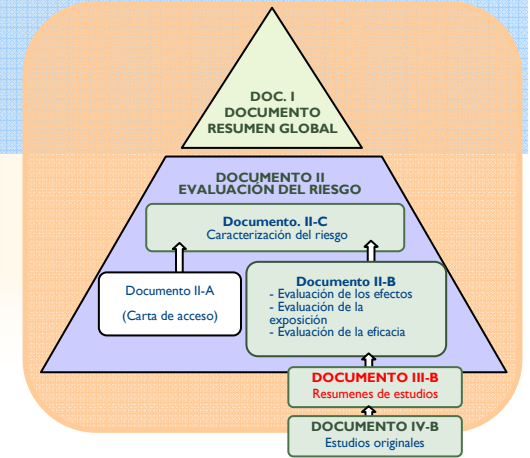 DOC. I
DOCUMENTO
RESUMEN GLOBAL
DOCUMENTO II
EVALUACIÓN DEL RIESGO
Documento. II-C
Caracterización del riesgo
Documento II-A
(Carta de acceso)
Documento II-B
- Evaluación de los efectos
- Evaluación de la
exposición
- Evaluación de la eficacia
DOCUMENTO III-B
Resumenes de estudios
DOCUMENTO IV-B
Estudios originales